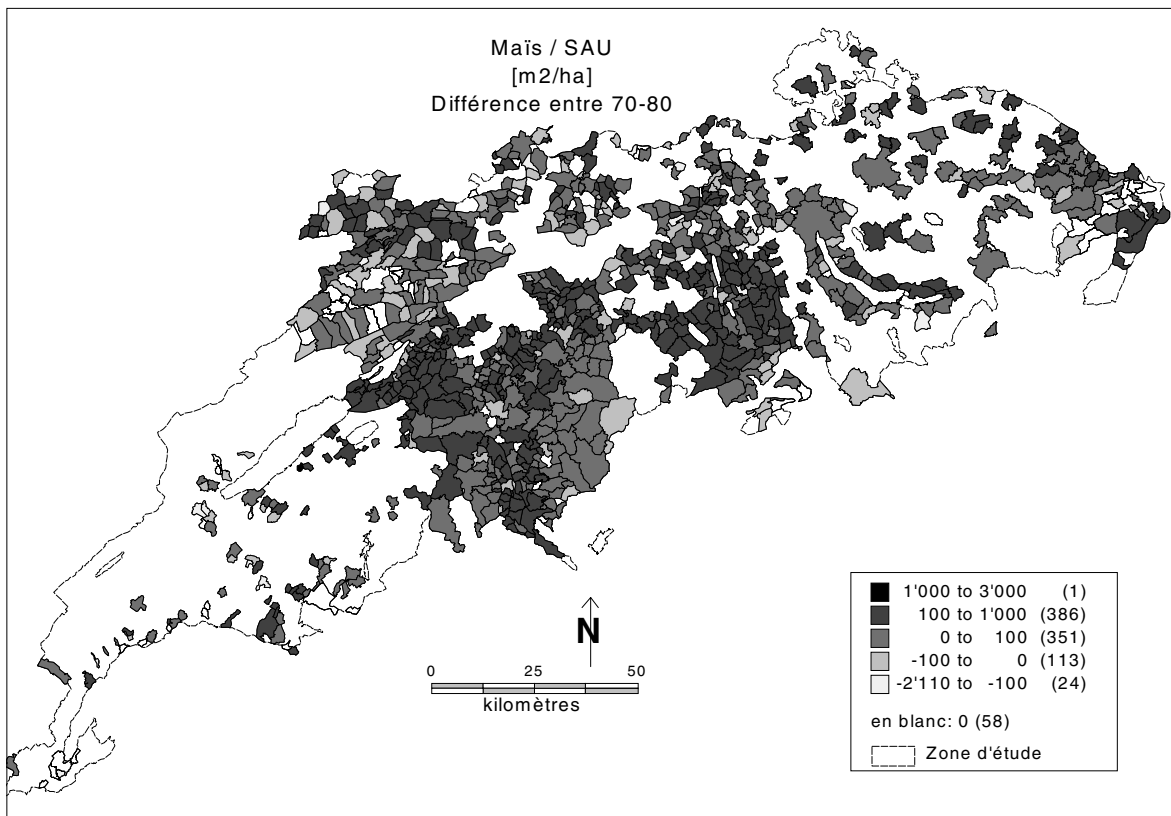 Maïs / SAU
[m2/ha]
Différence entre 70-80
N
0 25 50
kilomètres
1'000 to 3'000 (1)
100 to 1'000 (386)
0 to 100 (351)
-100 to 0 (113)
-2'110 to -100 (24)
en blanc: 0 (58)
Zone d'étude